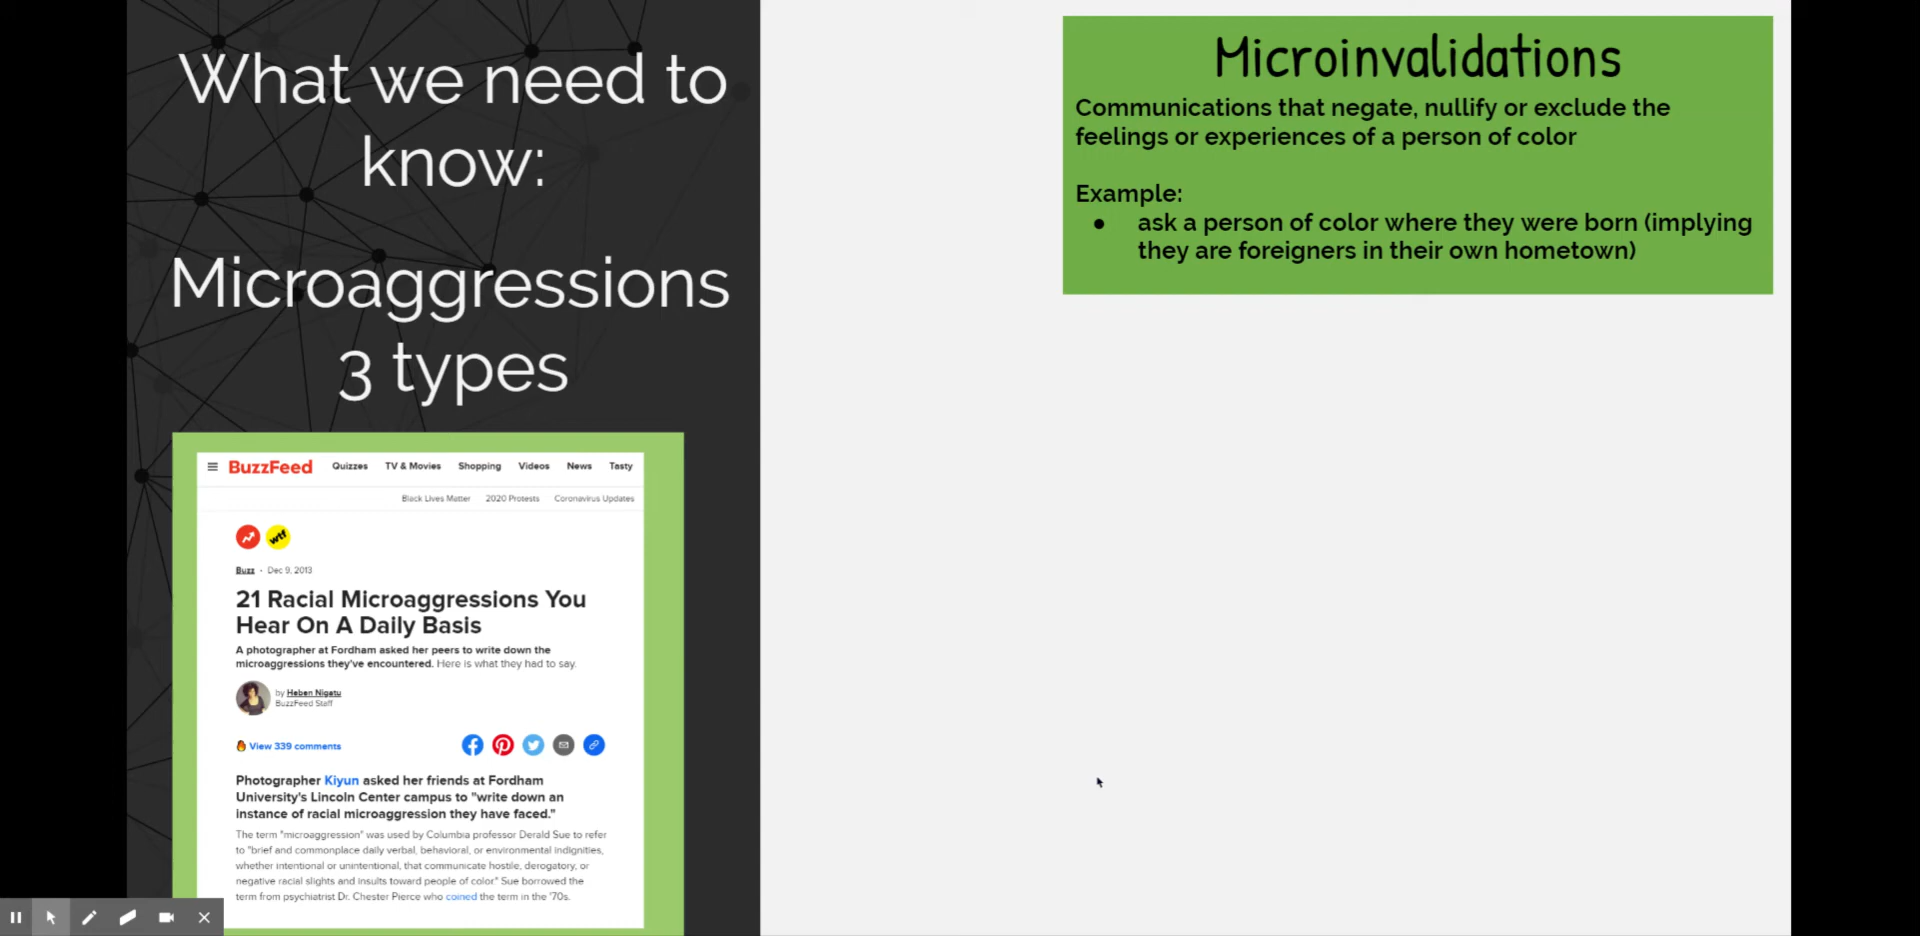 What we need to
know:
Microaggressions
3 types
BuzzFeed Quizzes TV & Movies Shopping Videos News Tasty
Black Lives Matter 2020 Protests Coronavirus Updates
wtf
Buzz · Dec 9, 2013
21 Racial Microaggressions You
Hear On A Daily Basis
A photographer at Fordham asked her peers to write down the
microaggressions they've encountered. Here is what they had to say.
by Heben Nigatu
BuzzFeed Staff
View 339 comments
Photographer Kiyun asked her friends at Fordham
University's Lincoln Center campus to "write down an
instance of racial microaggression they have faced."
The term "microaggression" was used by Columbia professor Derald Sue to refer
to "brief and commonplace daily verbal, behavioral, or environmental indignities,
whether intentional or unintentional, that communicate hostile, derogatory, or
negative racial slights and insults toward people of color" Sue borrowed the
term from psychiatrist Dr. Chester Pierce who coined the term in the '70s.
Microinvalidations
Communications that negate, nullify or exclude the
feelings or experiences of a person of color
Example:
● ask a person of color where they were born (implying
they are foreigners in their own hometown)